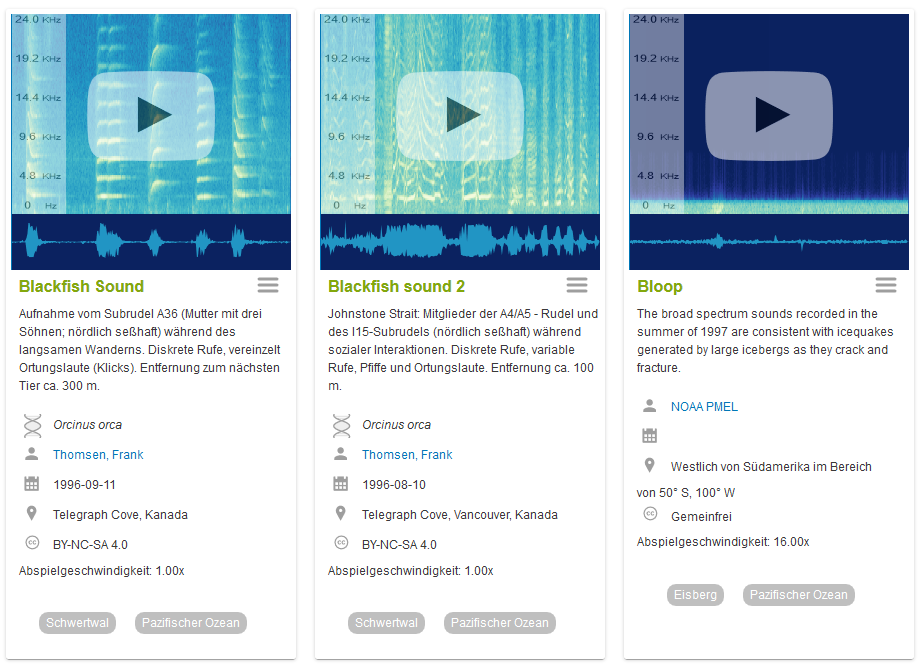 24.0 KHz
19.2 KHz
14.4 KHz
9.6 KHz
4.8 KHz
0 Hz
Blackfish Sound
Aufnahme vom Subrudel A36 (Mutter mit drei
Söhnen; nördlich seßhaft) während des
langsamen Wanderns. Diskrete Rufe, vereinzelt
Ortungslaute (Klicks). Entfernung zum nächsten
Tier ca. 300 m.
Orcinus orca
Thomsen, Frank
1996-09-11
Telegraph Cove, Kanada
cc BY-NC-SA 4.0
Abspielgeschwindigkeit: 1.00x
Schwertwal Pazifischer Ozean
24.0 KHz
19.2 KHz
14.4 KHz
9.6 KHz
4.8 KHz
0 Hz
Blackfish sound 2
Johnstone Strait: Mitglieder der A4/A5 - Rudel und
des I15-Subrudels (nördlich seßhaft) während
sozialer Interaktionen. Diskrete Rufe, variable
Rufe, Pfiffe und Ortungslaute. Entfernung ca. 100
m.
Orcinus orca
Thomsen, Frank
1996-08-10
Telegraph Cove, Vancouver, Kanada
cc BY-NC-SA 4.0
Abspielgeschwindigkeit: 1.00x
Schwertwal Pazifischer Ozean
24.0 KHz
19.2 KHz
14.4 KHz
9.6 KHz
4.8 KHz
0 Hz
Bloop
The broad spectrum sounds recorded in the
summer of 1997 are consistent with icequakes
generated by large icebergs as they crack and
fracture.
NOAA PMEL
Westlich von Südamerika im Bereich
von 50° S, 100° W
cc Gemeinfrei
Abspielgeschwindigkeit: 16.00x
Eisberg Pazifischer Ozean